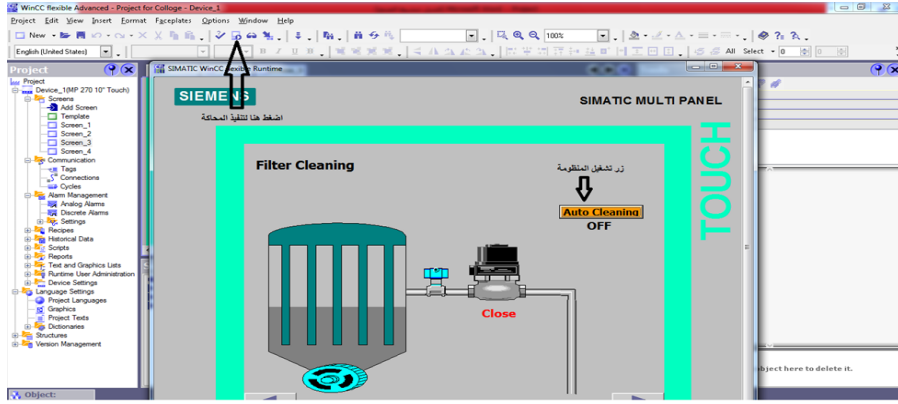 WinCC flexible Advanced - Project for Colloge - Device_1
Project Edit View Insert Format Faceplates Options Window Help
New
100%
English (United States)
B
All Select 0 0
Project
Project
Device_1(MP 270 10" Touch)
Screens
Add Screen
Template
Screen_1
Screen_2
Screen_3
Screen_4
Communication
Tags
Connections
Cycles
Alarm Management
Analog Alarms
Discrete Alarms
Settings
Recipes
Historical Data
Scripts
Reports
Text and Graphics Lists
Runtime User Administration
Device Settings
Language Settings
Project Languages
Graphics
Project Texts
Dictionaries
Structures
Version Management
Object:
SIMATIC WinCC flexible Runtime
SIEMENS
SIMATIC MULTI PANEL
اضغط هنا لتنفيذ المحاكة
TOUCH
Filter Cleaning
زر تشغيل المنظومة
Auto Cleaning
OFF
Close
bject here to delete it.